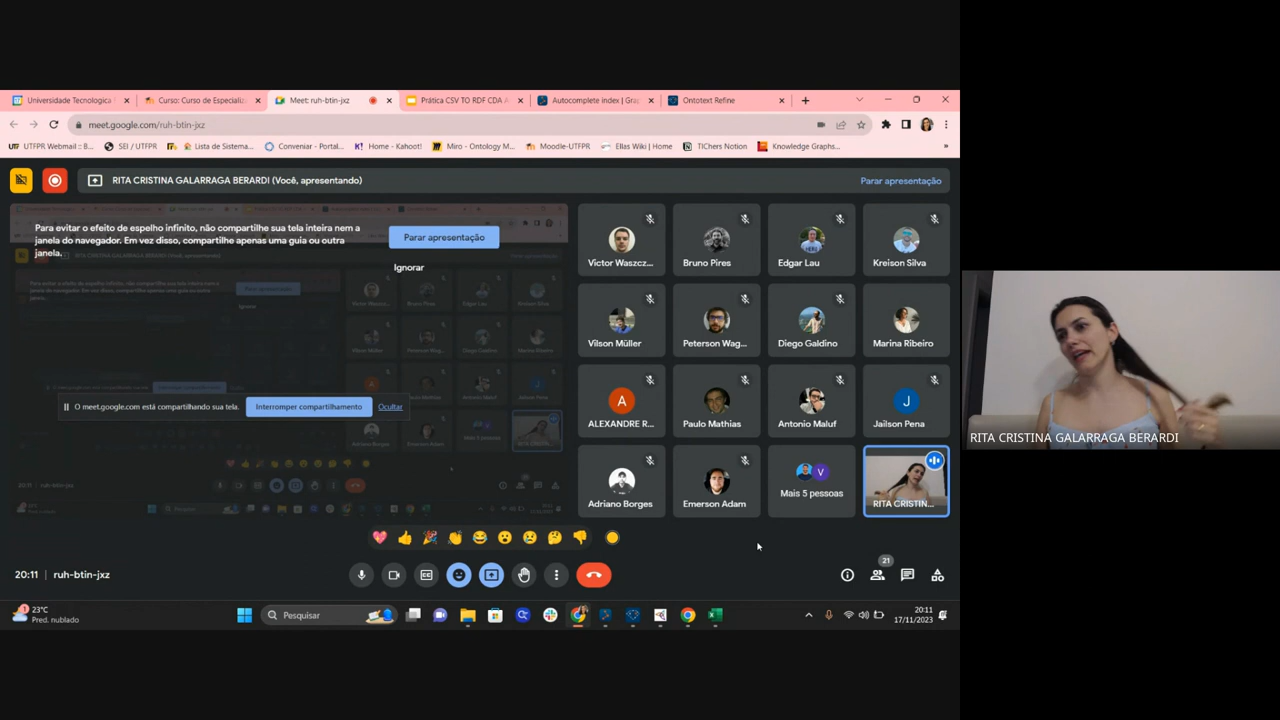 Universidade Tecnologica
Curso: Curso de Especializ
Meet: ruh-btin-jxz
Prática CSV TO RDF CDA A
Autocomplete index | Grap
Ontotext Refine
meet.google.com/ruh-btin-jxz
UTFPR Webmail :: B...
SEI / UTFPR
Lista de Sistema...
Conveniar - Portal...
Home - Kahoot!
Miro - Ontology M...
Moodle-UTFPR
Ellas Wiki | Home
TIChers Notion
Knowledge Graphs...
RITA CRISTINA GALARRAGA BERARDI (Você, apresentando)
Parar apresentação
Para evitar o efeito de espelho infinito, não compartilhe sua tela inteira nem a
janela do navegador. Em vez disso, compartilhe apenas uma guia ou outra
janela.
Parar apresentação
Ignorar
O meet.google.com está compartilhando sua tela.
Interromper compartilhamento
Ocultar
Victor Waszcz...
Bruno Pires
Edgar Lau
Kreison Silva
Vilson Müller
Peterson Wag...
Diego Galdino
Marina Ribeiro
A
ALEXANDRE R...
Paulo Mathias
Antonio Maluf
J
Jailson Pena
Adriano Borges
Emerson Adam
V
Mais 5 pessoas
RITA CRISTIN...
RITA CRISTINA GALARRAGA BERARDI
20:11 | ruh-btin-jxz
21
1
23°C
Pred. nublado
Pesquisar
20:11
17/11/2023